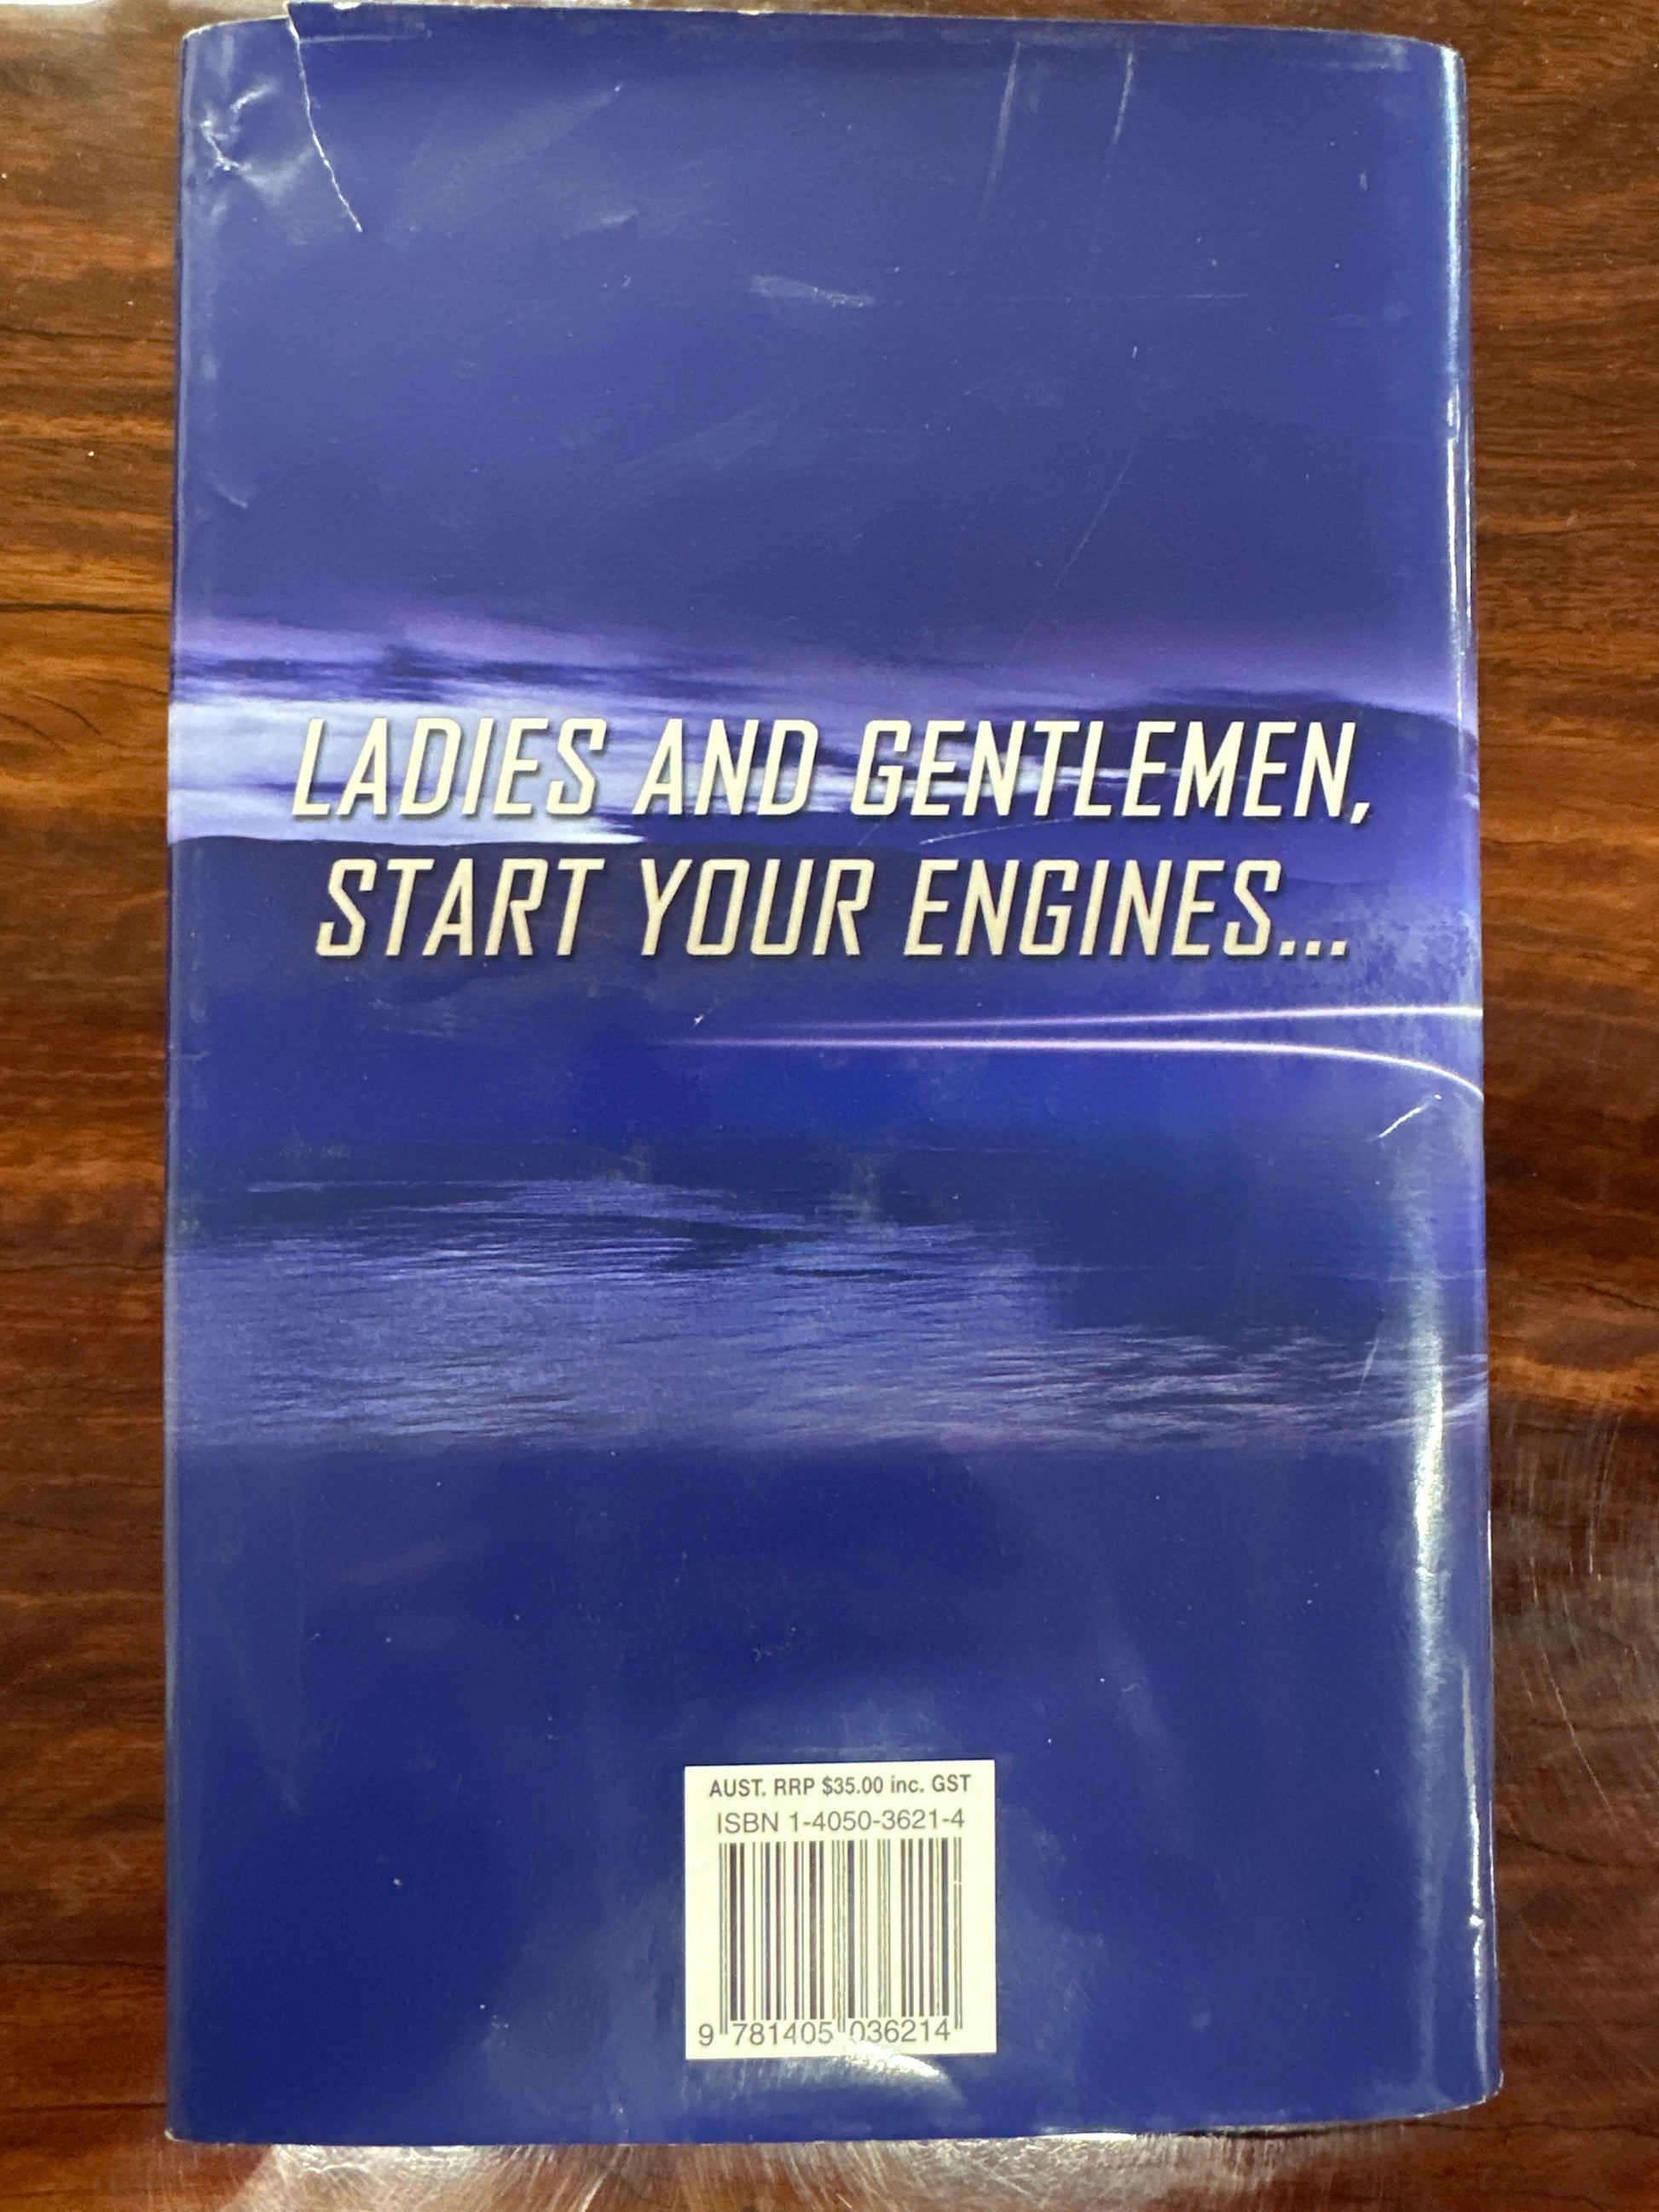 LADIES AND GENTLEMEN,
START YOUR ENGINES...
AUST. RRP $35.00 inc. GST
ISBN 1-4050-3621-4
9 781405 036214